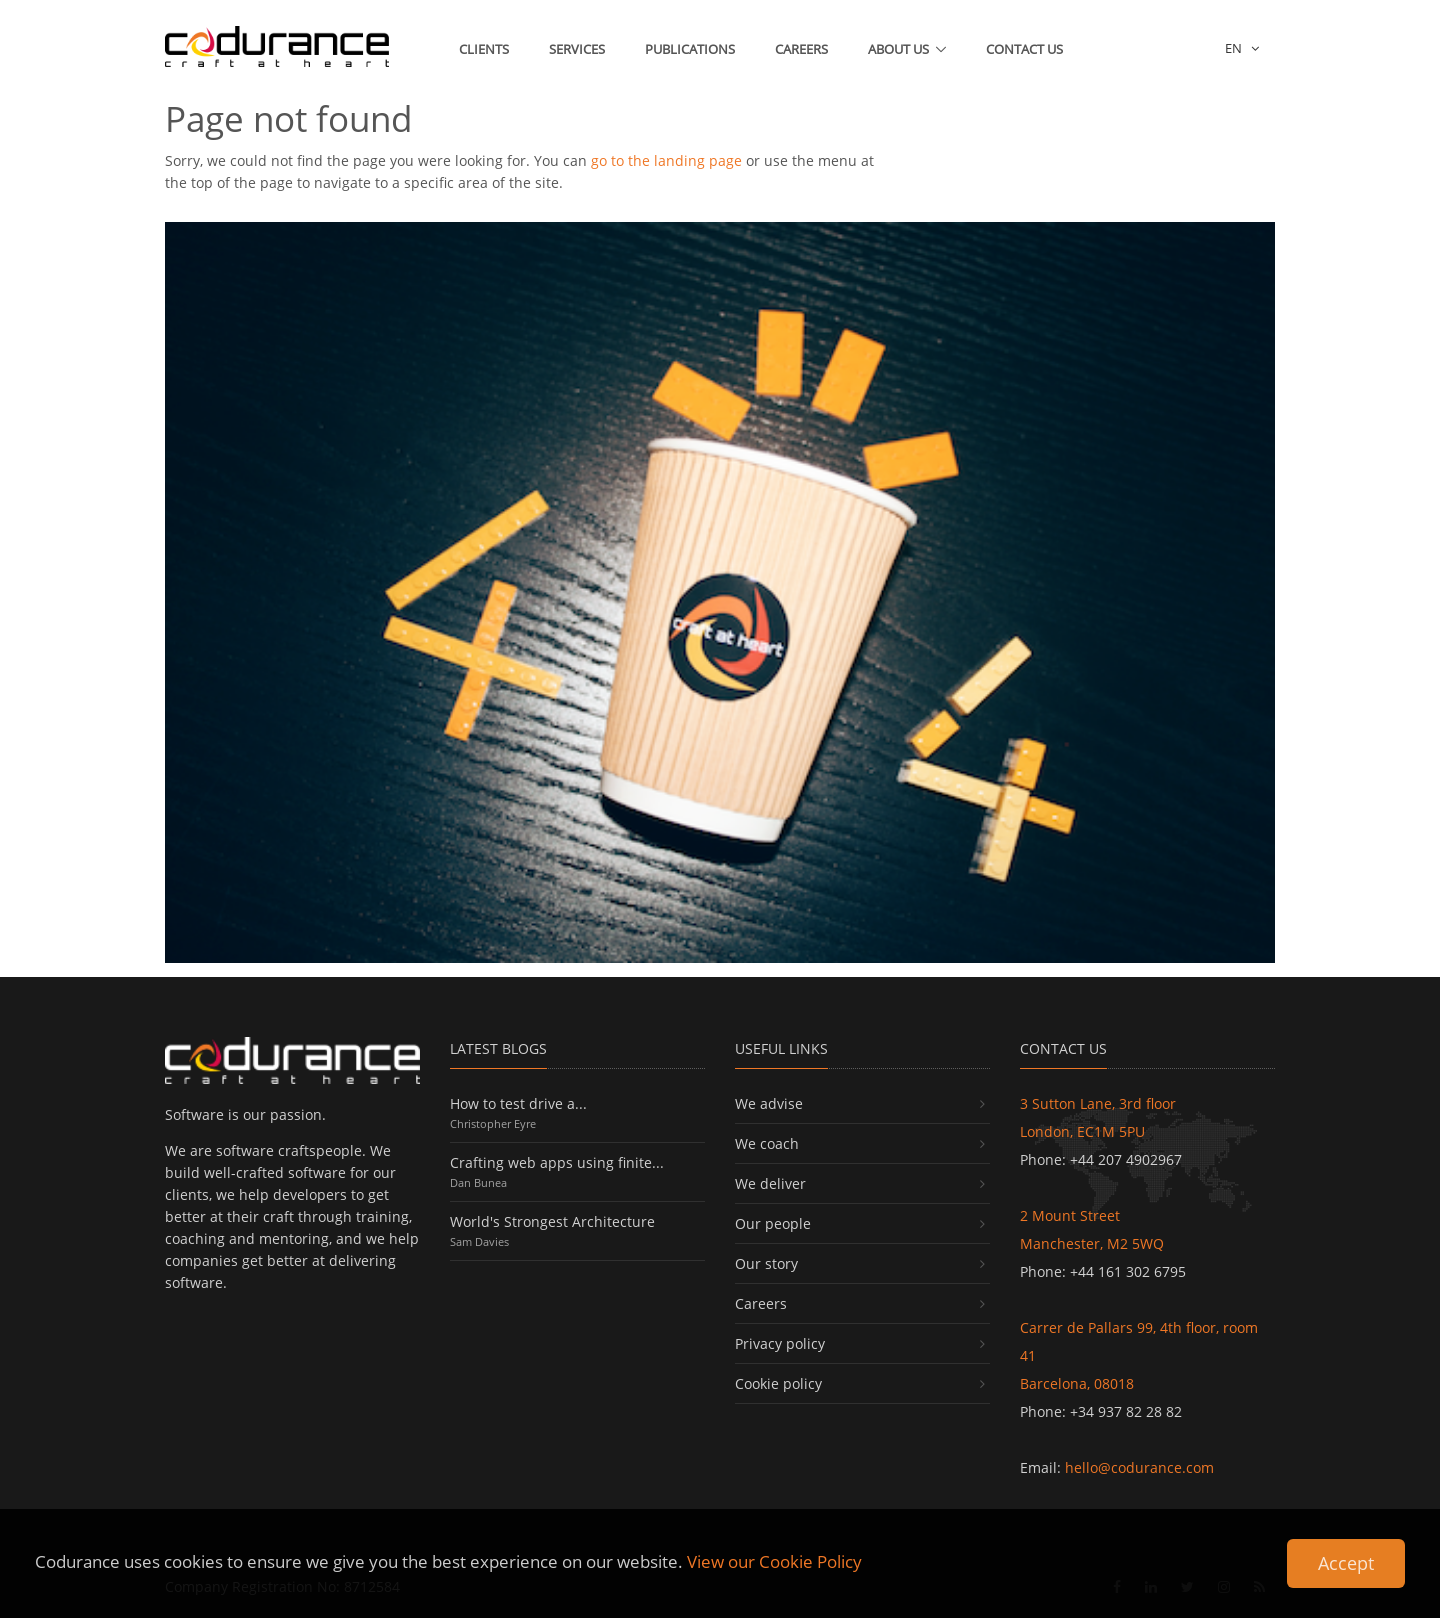 codurance
craft at heart
CLIENTS
SERVICES
PUBLICATIONS
CAREERS
ABOUT US
CONTACT US
EN
Page not found
Sorry, we could not find the page you were looking for. You can go to the landing page or use the menu at
the top of the page to navigate to a specific area of the site.
craft at heart
4 4
codurance
craft at heart
Software is our passion.
We are software craftspeople. We
build well-crafted software for our
clients, we help developers to get
better at their craft through training,
coaching and mentoring, and we help
companies get better at delivering
software.
LATEST BLOGS
How to test drive a...
Christopher Eyre
Crafting web apps using finite...
Dan Bunea
World's Strongest Architecture
Sam Davies
USEFUL LINKS
We advise
We coach
We deliver
Our people
Our story
Careers
Privacy policy
Cookie policy
CONTACT US
3 Sutton Lane, 3rd floor
London, EC1M 5PU
Phone: +44 207 4902967
2 Mount Street
Manchester, M2 5WQ
Phone: +44 161 302 6795
Carrer de Pallars 99, 4th floor, room
41
Barcelona, 08018
Phone: +34 937 82 28 82
Email: hello@codurance.com
Codurance uses cookies to ensure we give you the best experience on our website. View our Cookie Policy
Accept
Company Registration No: 8712584